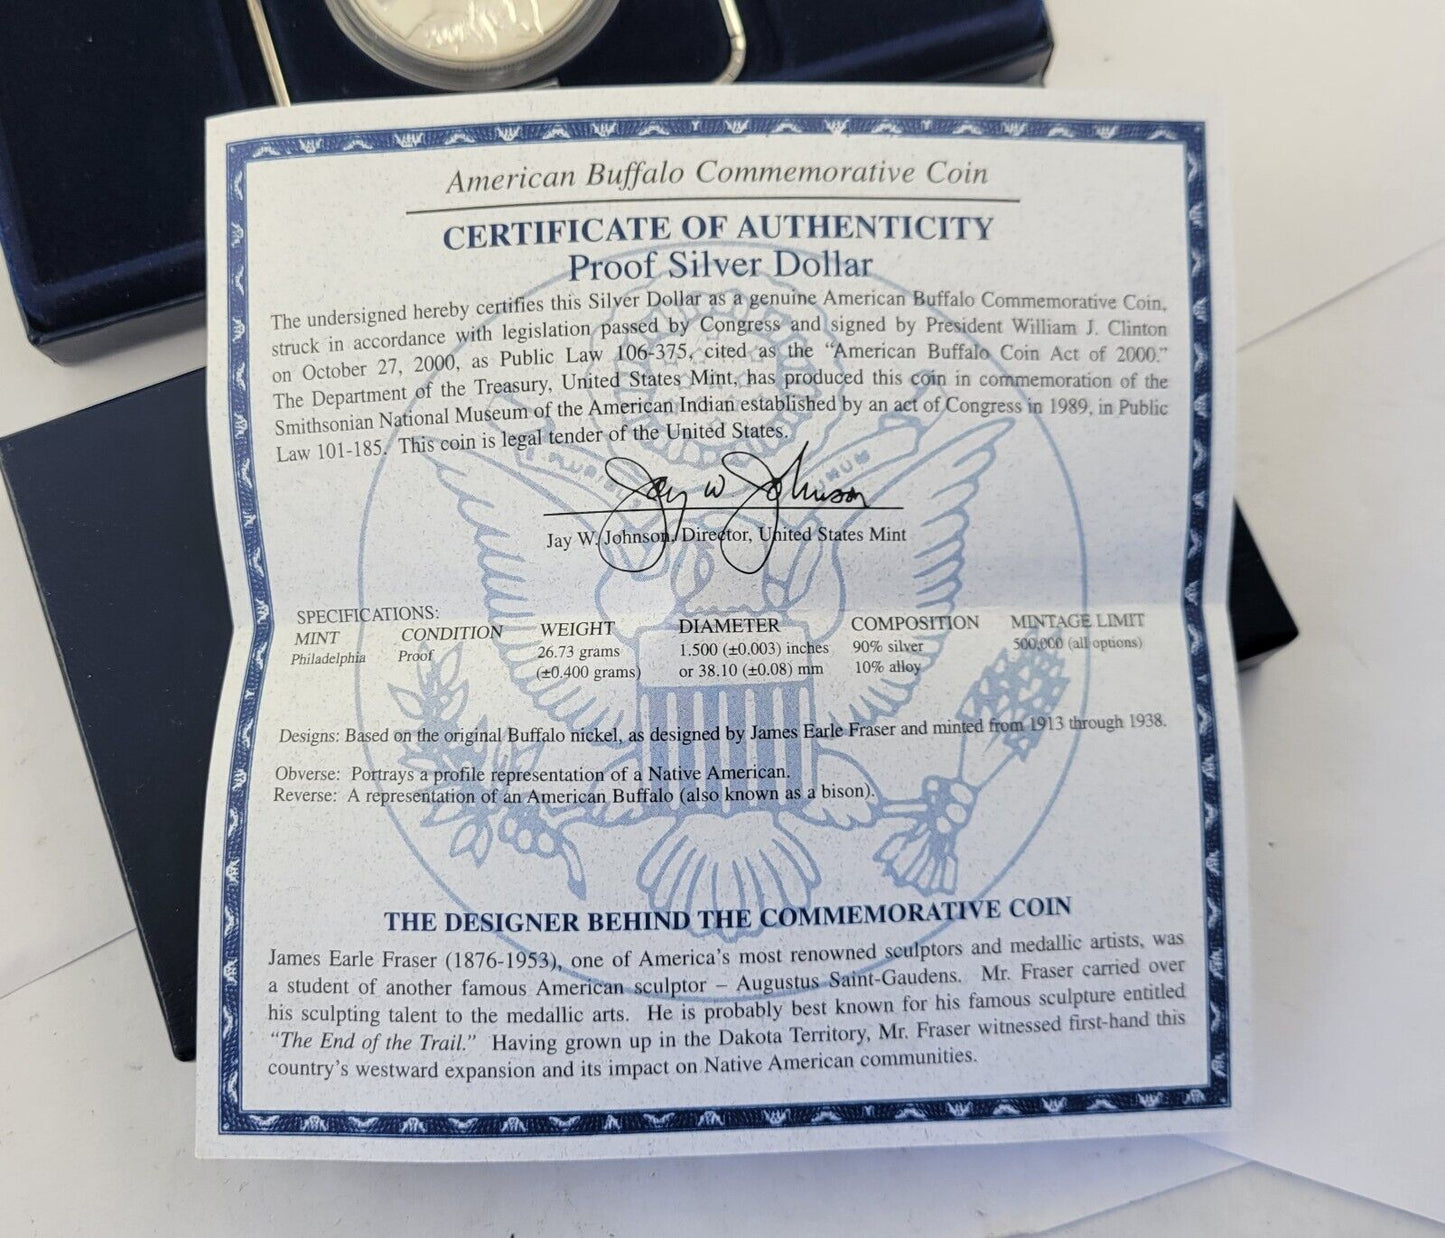 American Buffalo Commemorative Coin
CERTIFICATE OF AUTHENTICITY
Proof Silver Dollar
The undersigned hereby certifies this Silver Dollar as a genuine American Buffalo Commemorative Coin,
struck in accordance with legislation passed by Congress and signed by President William J. Clinton
on October 27, 2000, as Public Law 106-375, cited as the “American Buffalo Coin Act of 2000.”
The Department of the Treasury, United States Mint, has produced this coin in commemoration of the
Smithsonian National Museum of the American Indian established by an act of Congress in 1989, in Public
Law 101-185. This coin is legal tender of the United States.
Jay W Johnson
Jay W. Johnson, Director, United States Mint
SPECIFICATIONS:
MINT CONDITION WEIGHT DIAMETER COMPOSITION MINTAGE LIMIT
Philadelphia Proof 26.73 grams 1.500 (±0.003) inches 90% silver 500,000 (all options)
(±0.400 grams) or 38.10 (±0.08) mm 10% alloy
Designs: Based on the original Buffalo nickel, as designed by James Earle Fraser and minted from 1913 through 1938.
Obverse: Portrays a profile representation of a Native American.
Reverse: A representation of an American Buffalo (also known as a bison).
THE DESIGNER BEHIND THE COMMEMORATIVE COIN
James Earle Fraser (1876-1953), one of America’s most renowned sculptors and medallic artists, was
a student of another famous American sculptor – Augustus Saint-Gaudens. Mr. Fraser carried over
his sculpting talent to the medallic arts. He is probably best known for his famous sculpture entitled
“The End of the Trail.” Having grown up in the Dakota Territory, Mr. Fraser witnessed first-hand this
country’s westward expansion and its impact on Native American communities.